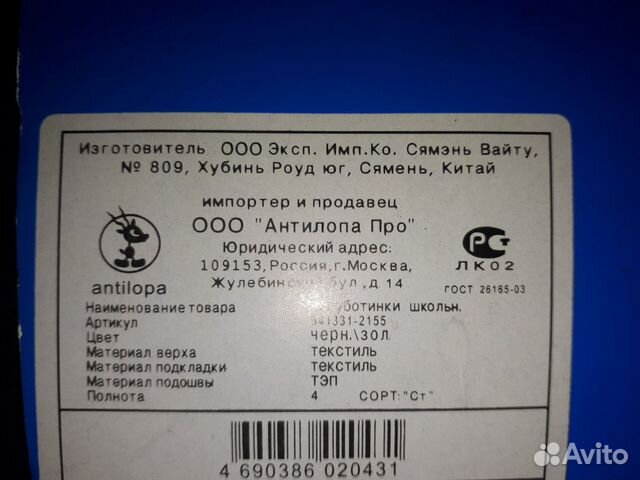 Изготовитель ООО Эксп. Имп.Ко. Сямэнь Вайту,
№ 809, Хубинь Роуд юг, Сямень, Китай
импортер и продавец
ООО "Антилопа Про"
Юридический адрес:
109153, Россия, г. Москва,
бул ,д 14
antilopa
РСТ
ЛК02
ГОСТ 26165-03
Наименование товара школьн.
Артикул
Цвет черн.\зол.
Материал верха текстиль
Материал подкладки текстиль
Материал подошвы ТЭП
Полнота 4 СОРТ:"Ст"
4 690386 020431
Avito